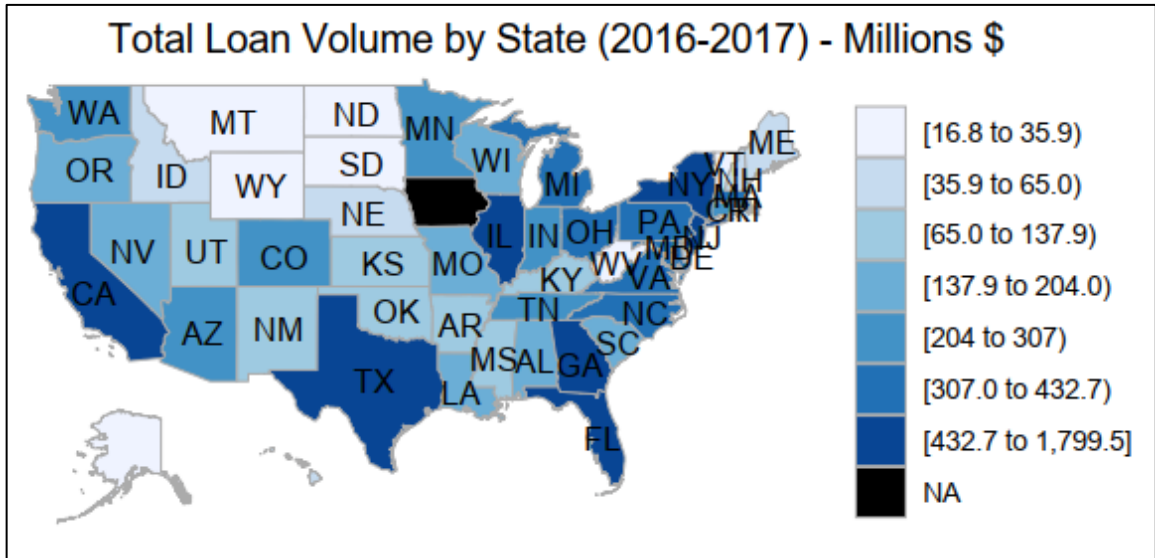 Total Loan Volume by State (2016-2017) - Millions $
WA
MT
ND
MN
ME
VT
NH
OR
ID
SD
WI
MI
NY
MA
WY
CT
RI
NE
IL
IN
OH
PA
NJ
NV
UT
CO
KS
MO
KY
WV
MD
DE
VA
CA
AZ
NM
OK
AR
TN
NC
SC
TX
LA
MS
AL
GA
FL
[16.8 to 35.9)
[35.9 to 65.0)
[65.0 to 137.9)
[137.9 to 204.0)
[204 to 307)
[307.0 to 432.7)
[432.7 to 1,799.5]
NA